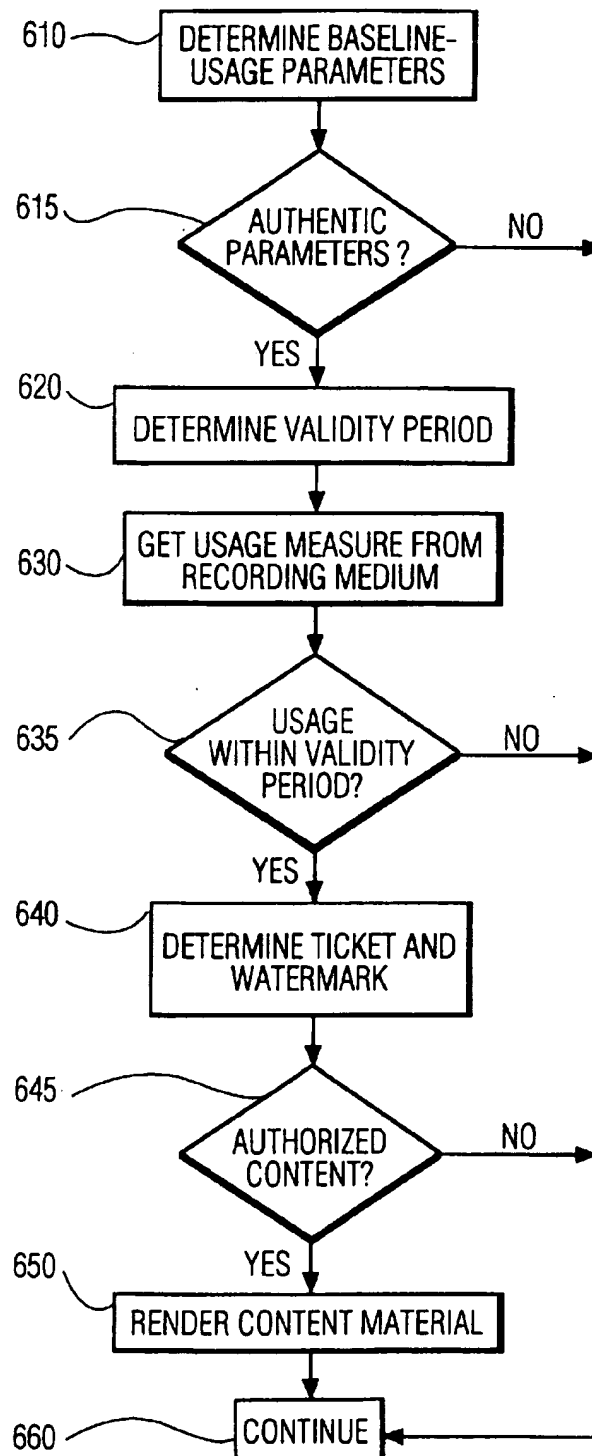 610
DETERMINE BASELINE-
USAGE PARAMETERS
615
AUTHENTIC
PARAMETERS ?
NO
YES
620
DETERMINE VALIDITY PERIOD
630
GET USAGE MEASURE FROM
RECORDING MEDIUM
635
USAGE
WITHIN VALIDITY
PERIOD?
NO
YES
640
DETERMINE TICKET AND
WATERMARK
645
AUTHORIZED
CONTENT?
NO
YES
650
RENDER CONTENT MATERIAL
660
CONTINUE